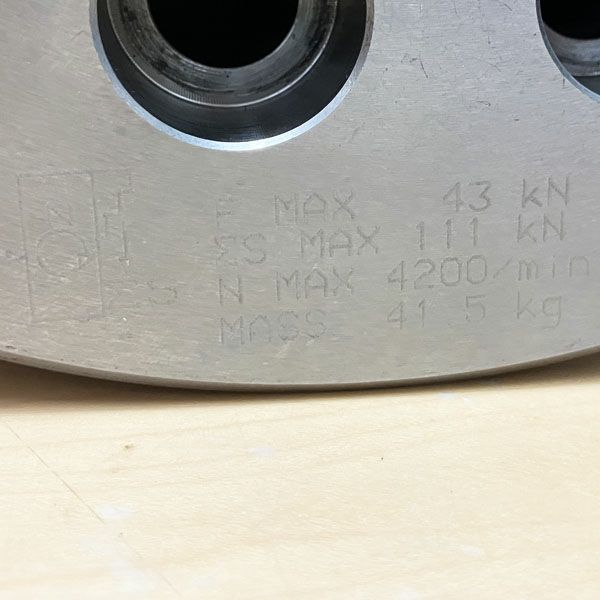 F MAX 43 kN
ΣS MAX 111 kN
N MAX 4200/min
MASS 41.5 kg